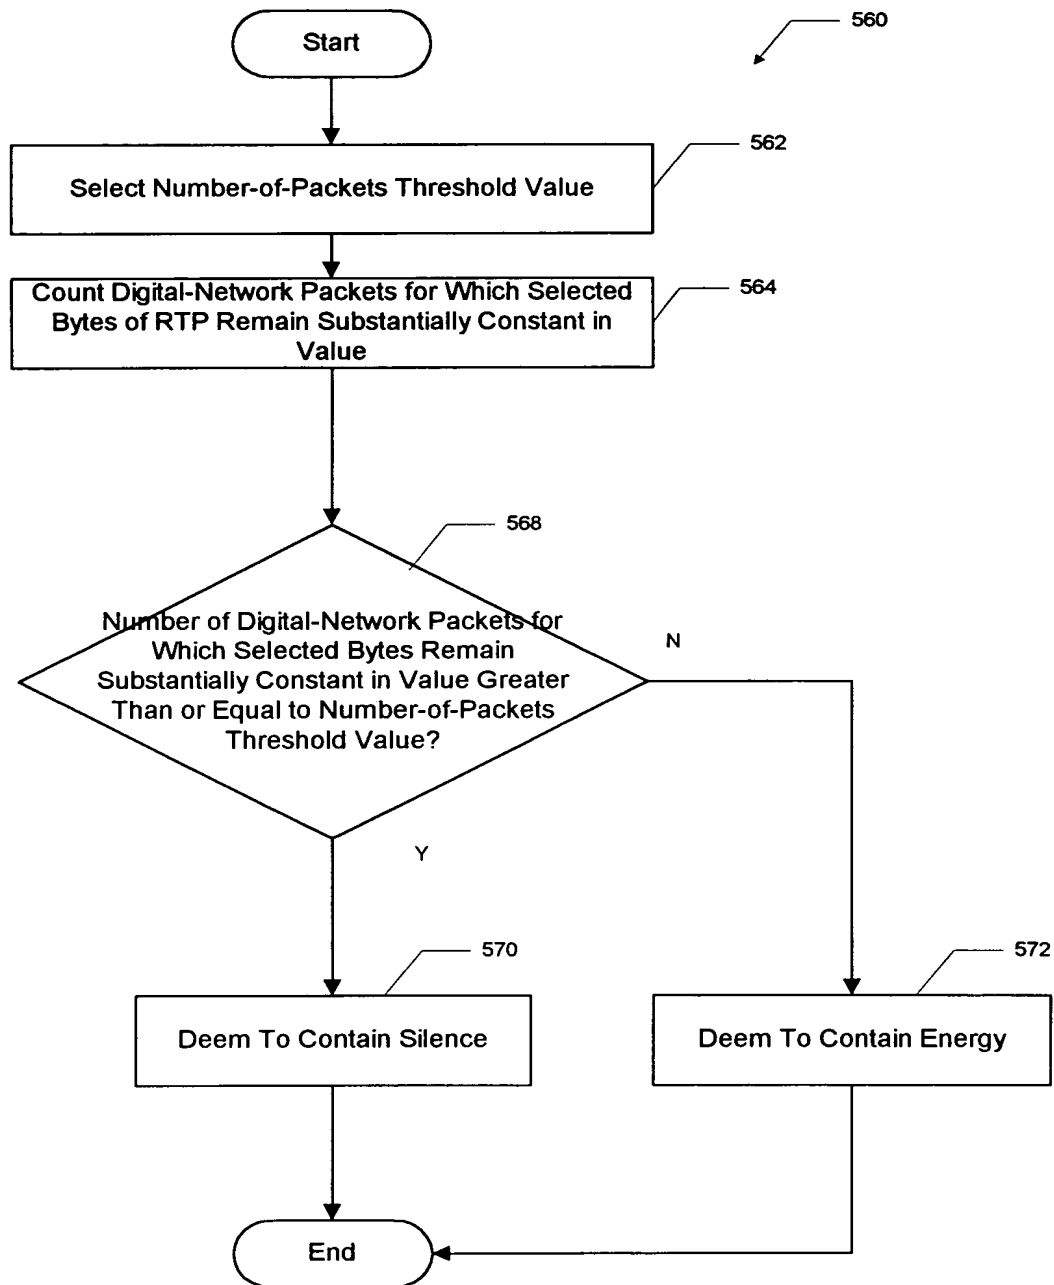 560
Start
562
Select Number-of-Packets Threshold Value
564
Count Digital-Network Packets for Which Selected
Bytes of RTP Remain Substantially Constant in
Value
568
Number of Digital-Network Packets for
Which Selected Bytes Remain
Substantially Constant in Value Greater
Than or Equal to Number-of-Packets
Threshold Value?
N
Y
570
572
Deem To Contain Silence
Deem To Contain Energy
End